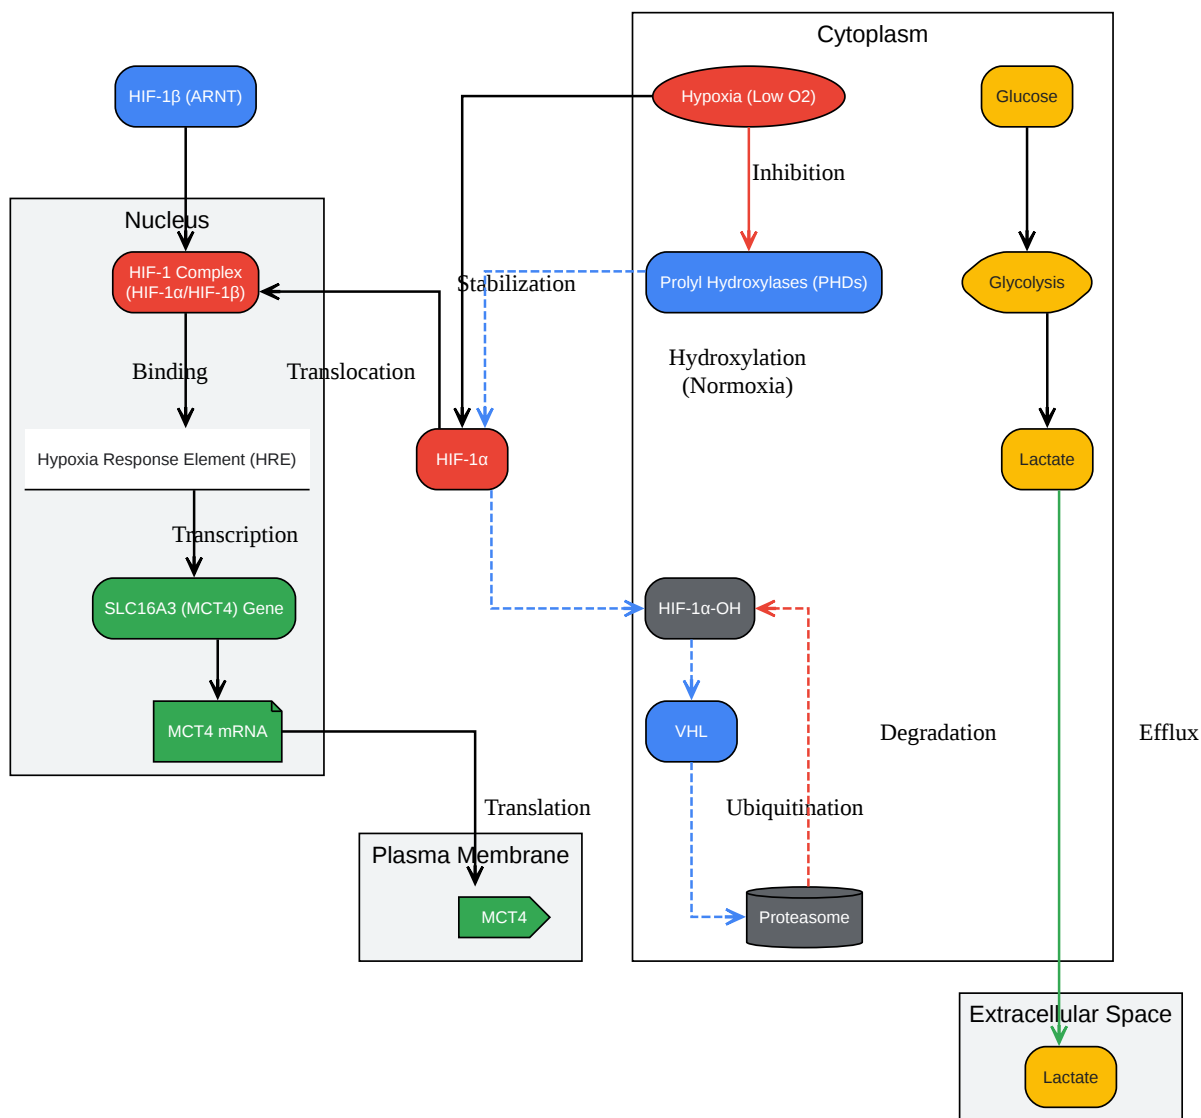 Cytoplasm
HIF-1β (ARNT)
Hypoxia (Low O2)
Glucose
Inhibition
Nucleus
HIF-1 Complex
(HIF-1α/HIF-1β)
Stabilization
Prolyl Hydroxylases (PHDs)
Glycolysis
Binding
Translocation
Hydroxylation
(Normoxia)
Hypoxia Response Element (HRE)
HIF-1α
Lactate
Transcription
SLC16A3 (MCT4) Gene
HIF-1α-OH
MCT4 mRNA
VHL
Degradation
Efflux
Translation
Ubiquitination
Plasma Membrane
MCT4
Proteasome
Extracellular Space
Lactate